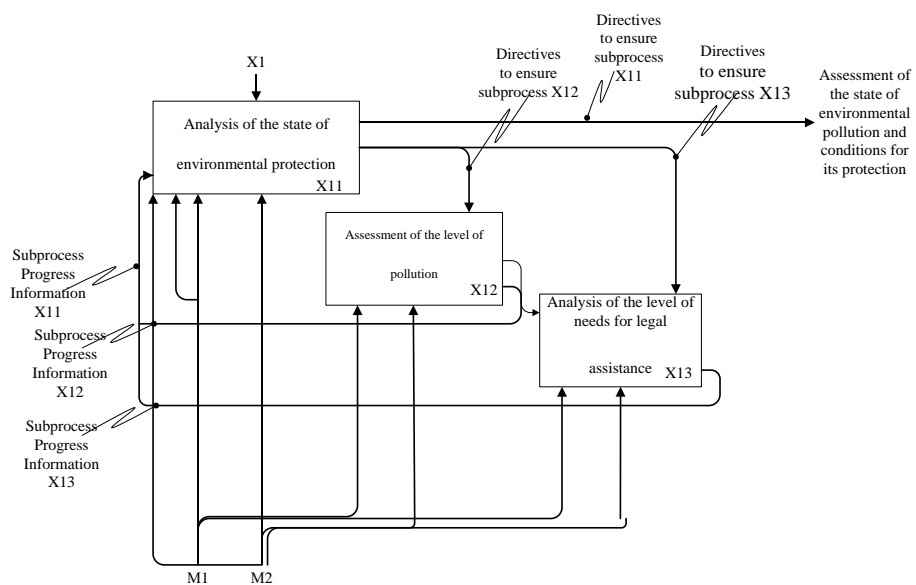 X1
Directives
to ensure
subprocess X12
Directives
to ensure
subprocess
X11
Directives
to ensure
subprocess X13
Assessment of
the state of
environmental
pollution and
conditions for
its protection
Analysis of the state of
environmental protection
X11
Assessment of the level of
pollution
X12
Analysis of the level of
needs for legal
assistance
X13
Subprocess
Progress
Information
X11
Subprocess
Progress
Information
X12
Subprocess
Progress
Information
X13
M1
M2